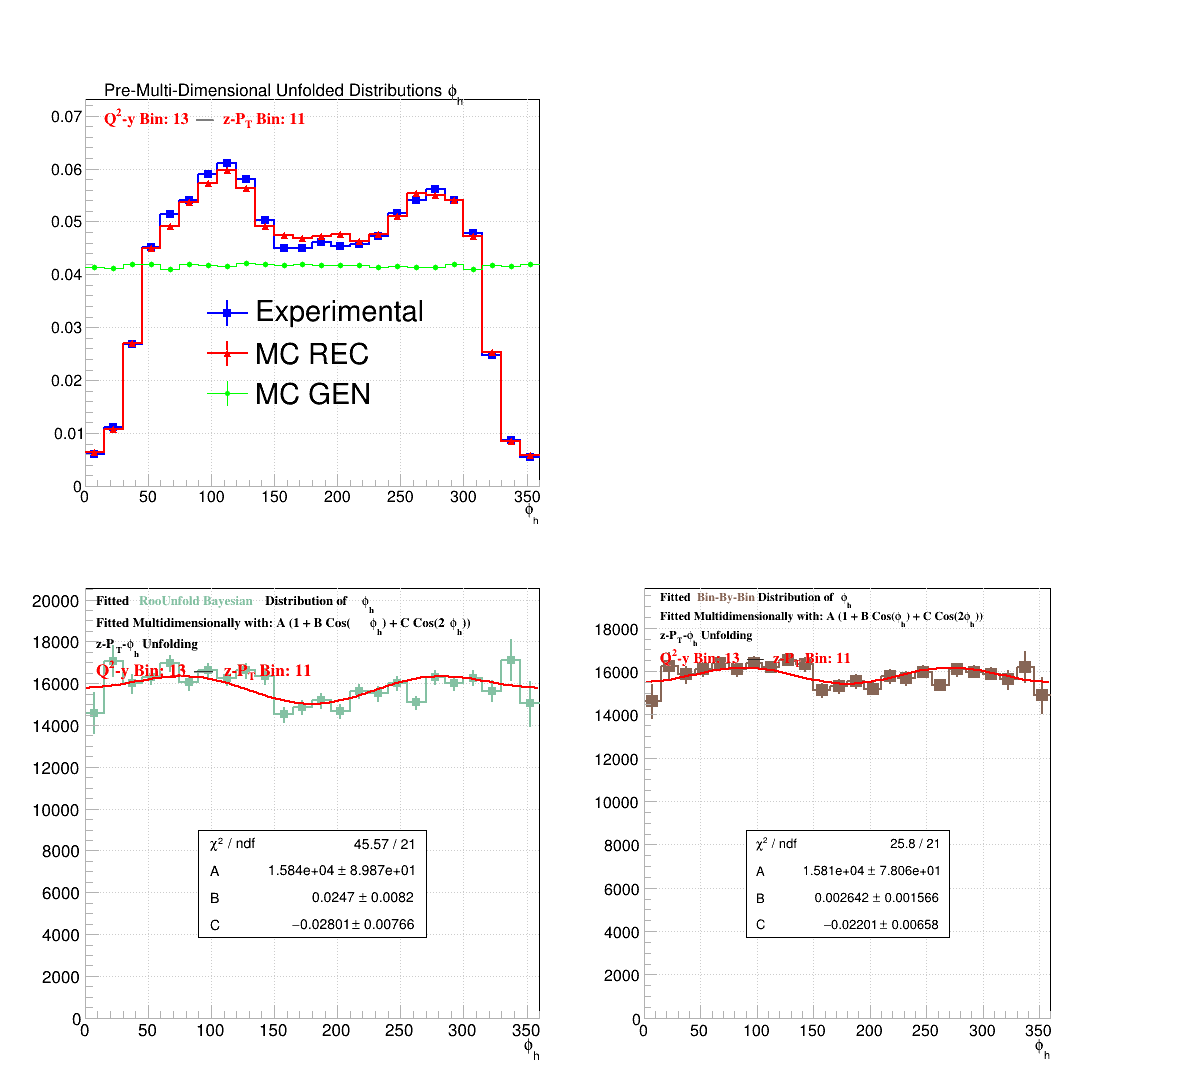 Pre-Multi-Dimensional Unfolded Distributions ϕh
Q²-y Bin: 13 — z-PT Bin: 11
0.07
0.06
0.05
0.04
0.03
0.02
0.01
0
Experimental
MC REC
MC GEN
0 50 100 150 200 250 300 350
ϕh
Fitted RooUnfold Bayesian Distribution of ϕh
Fitted Multidimensionally with: A (1 + B Cos( ϕh) + C Cos(2 ϕh))
z-PT-ϕh Unfolding
Q²-y Bin: 13 — z-PT Bin: 11
20000
18000
16000
14000
12000
10000
8000
6000
4000
2000
0
χ² / ndf 45.57 / 21
A 1.584e+04 ± 8.987e+01
B 0.0247 ± 0.0082
C −0.02801 ± 0.00766
0 50 100 150 200 250 300 350
ϕh
Fitted Bin-By-Bin Distribution of ϕh
Fitted Multidimensionally with: A (1 + B Cos(ϕh) + C Cos(2ϕh))
z-PT-ϕh Unfolding
Q²-y Bin: 13 — z-PT Bin: 11
18000
16000
14000
12000
10000
8000
6000
4000
2000
0
χ² / ndf 25.8 / 21
A 1.581e+04 ± 7.806e+01
B 0.002642 ± 0.001566
C −0.02201 ± 0.00658
0 50 100 150 200 250 300 350
ϕh